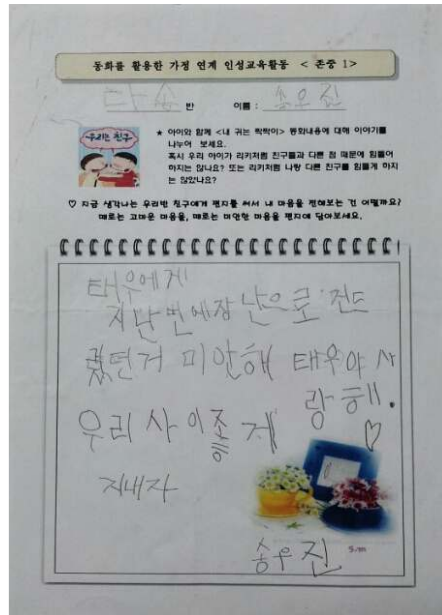 동화를 활용한 가정 연계 인성교육활동 < 존중 1>
다솜 반 이름 : 송우진
우리는 친구
★ 아이와 함께 <내 귀는 짝짝이> 동화내용에 대해 이야기를
나누어 보세요.
혹시 우리 아이가 리키처럼 친구들과 다른 점 때문에 힘들어
하지는 않나요? 또는 리키처럼 나랑 다른 친구를 힘들게 하지
는 않았나요?
♡ 지금 생각나는 우리반 친구에게 편지를 써서 내 마음을 전해보는 건 어떨까요?
때로는 고마운 마음을, 때로는 미안한 마음을 편지에 담아보세요.
태우에게
지난번에 장난으로 건드
렸던거 미안해 태우야 사
랑해. ♡
우리 사이좋게
지내자
송우진